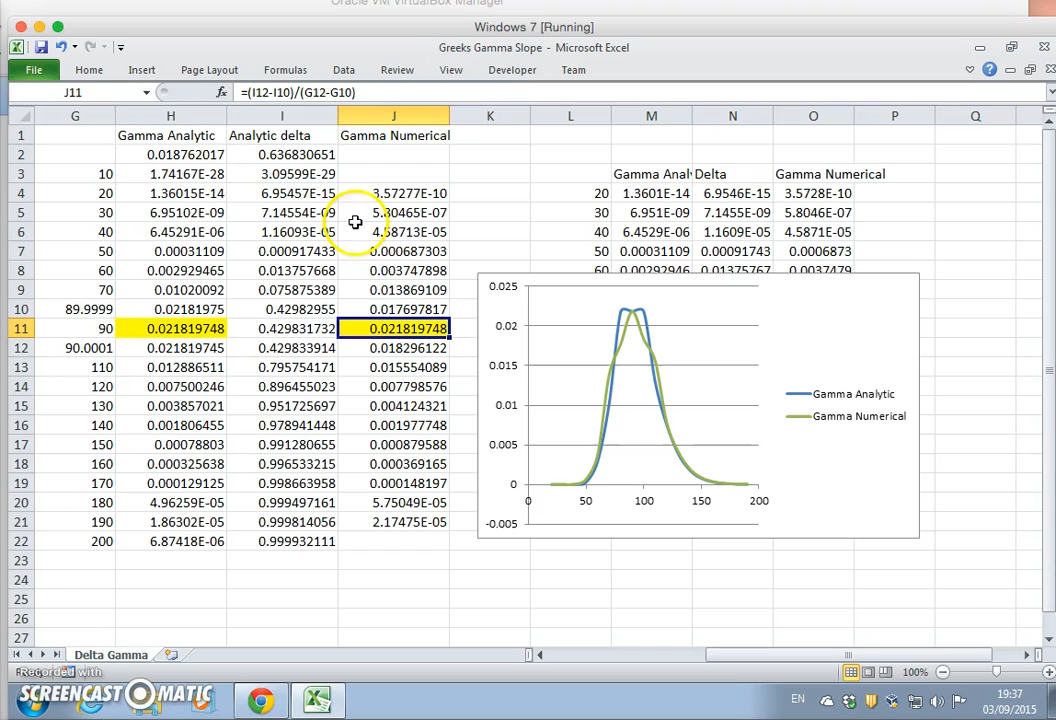 Oracle VM VirtualBox Manager
Windows 7 [Running]
Greeks Gamma Slope - Microsoft Excel
File Home Insert Page Layout Formulas Data Review View Developer Team
J11 fx =(I12-I10)/(G12-G10)
G H I J K L M N O P Q
1 Gamma Analytic Analytic delta Gamma Numerical
2 0.018762017 0.636830651
3 10 1.74167E-28 3.09599E-29 Gamma Anal Delta Gamma Numerical
4 20 1.36015E-14 6.95457E-15 3.57277E-10 20 1.3601E-14 6.9546E-15 3.5728E-10
5 30 6.95102E-09 7.14554E-09 5.80465E-07 30 6.951E-09 7.1455E-09 5.8046E-07
6 40 6.45291E-06 1.16093E-05 4.58713E-05 40 6.4529E-06 1.1609E-05 4.5871E-05
7 50 0.00031109 0.000917433 0.000687303 50 0.00031109 0.00091743 0.0006873
8 60 0.002929465 0.013757668 0.003747898 60 0.00292946 0.01375767 0.0037479
9 70 0.01020092 0.075875389 0.013869109
10 89.9999 0.02181975 0.42982955 0.017697817
11 90 0.021819748 0.429831732 0.021819748
12 90.0001 0.021819745 0.429833914 0.018296122
13 110 0.012886511 0.795754171 0.015554089
14 120 0.007500246 0.896455023 0.007798576
15 130 0.003857021 0.951725697 0.004124321
16 140 0.001806455 0.978941448 0.001977748
17 150 0.00078803 0.991280655 0.000879588
18 160 0.000325638 0.996533215 0.000369165
19 170 0.000129125 0.998663958 0.000148197
20 180 4.96259E-05 0.999497161 5.75049E-05
21 190 1.86302E-05 0.999814056 2.17475E-05
22 200 6.87418E-06 0.999932111
23
24
25
26
27
0.025
0.02
0.015
0.01
0.005
0
-0.005
0 50 100 150 200
Gamma Analytic
Gamma Numerical
Delta Gamma
Recorded with
100%
SCREENCAST MATIC
EN
19:37
03/09/2015